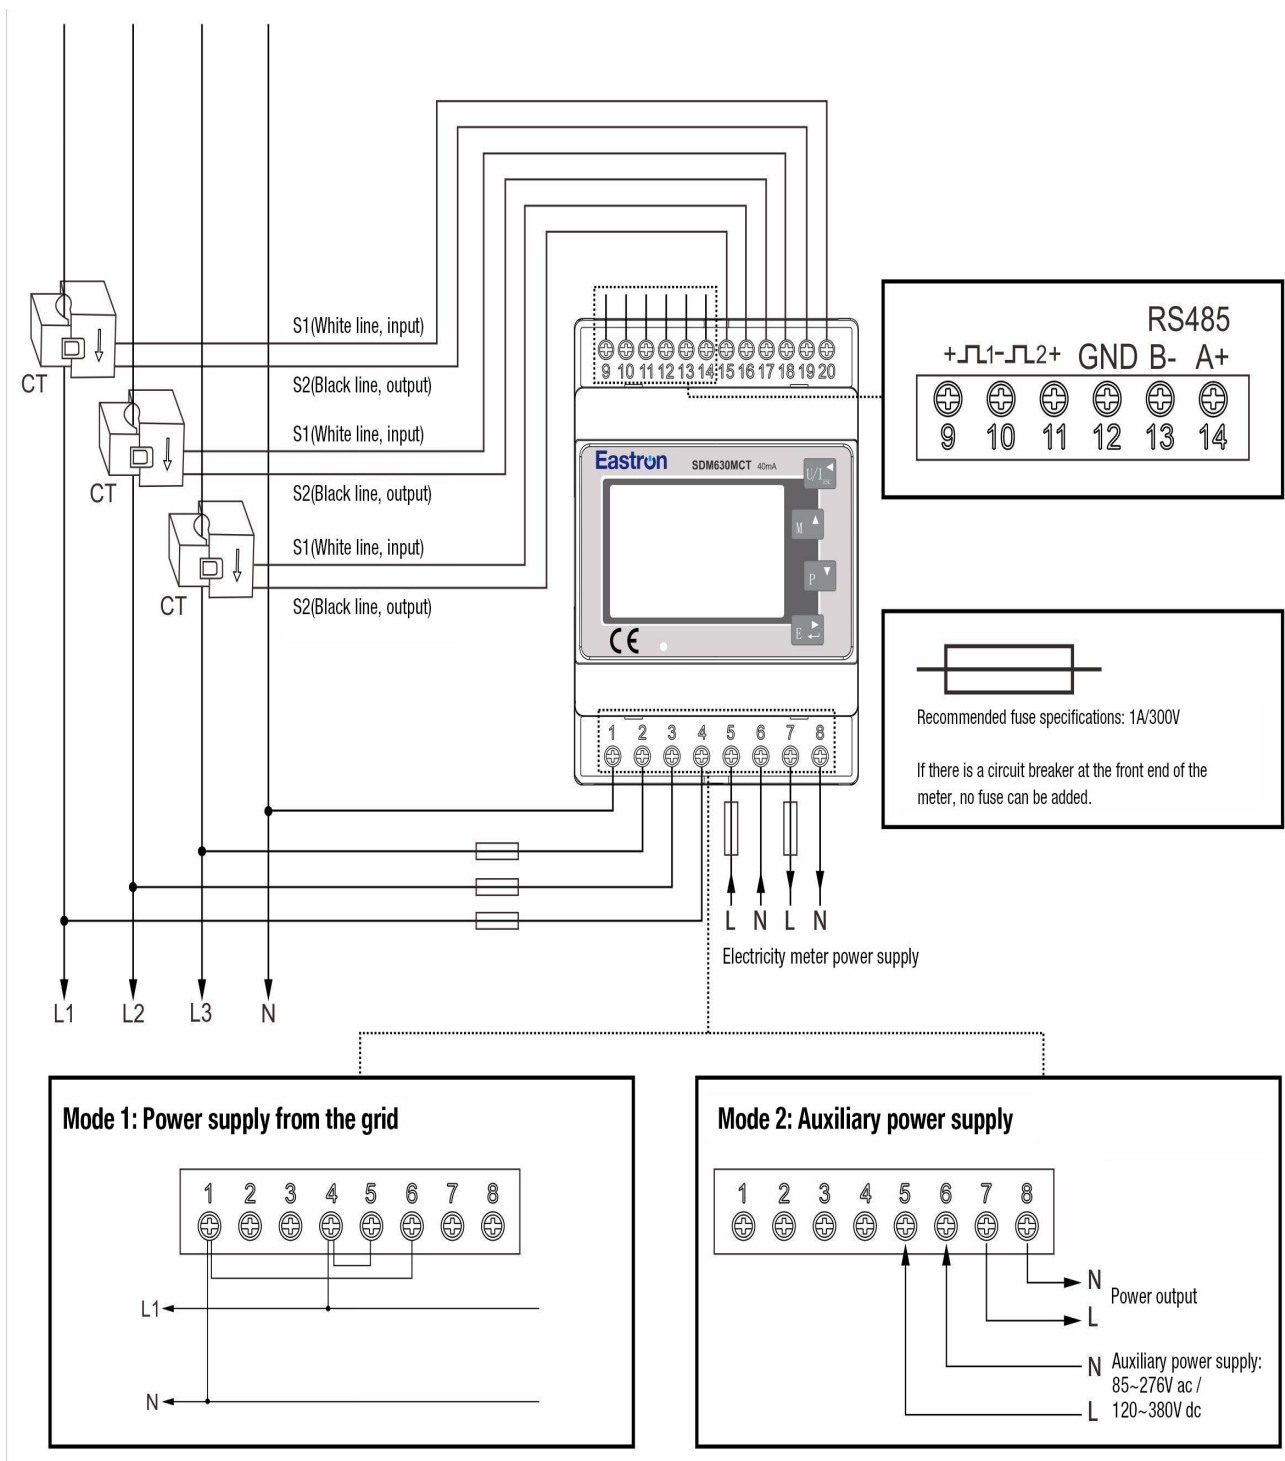 S1(White line, input)
CT
S2(Black line, output)
S1(White line, input)
CT
S2(Black line, output)
S1(White line, input)
CT
S2(Black line, output)
9 10 11 12 13 14 15 16 17 18 19 20
Eastron SDM630MCT 40mA
U/I ESC
M
P
E
CE
1 2 3 4 5 6 7 8
L N L N
Electricity meter power supply
L1 L2 L3 N
RS485
+ 1- 2+ GND B- A+
9 10 11 12 13 14
Recommended fuse specifications: 1A/300V
If there is a circuit breaker at the front end of the
meter, no fuse can be added.
Mode 1: Power supply from the grid
1 2 3 4 5 6 7 8
L1
N
Mode 2: Auxiliary power supply
1 2 3 4 5 6 7 8
N
Power output
L
N Auxiliary power supply:
85~276V ac /
L 120~380V dc